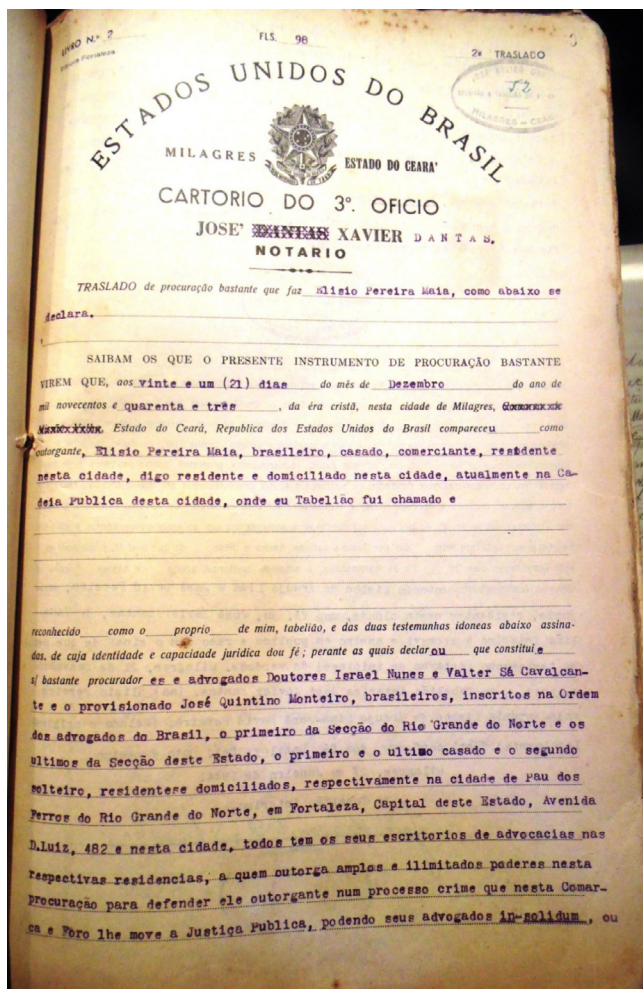 LIVRO N.º 2
FLS. 98
2º TRASLADO
52
MILAGRES - CEARÁ
ESTADOS UNIDOS DO BRASIL
MILAGRES ESTADO DO CEARA'
CARTORIO DO 3º. OFICIO
JOSE' DANTAS XAVIER DANTAS.
NOTARIO
TRASLADO de procuração bastante que faz Elisio Pereira Maia, como abaixo se
declara.
SAIBAM OS QUE O PRESENTE INSTRUMENTO DE PROCURAÇÃO BASTANTE
VIREM QUE, aos vinte e um (21) dias do mês de Dezembro do ano de
mil novecentos e quarenta e três , da éra cristã, nesta cidade de Milagres,
Estado do Ceará, Republica dos Estados Unidos do Brasil compareceu como
outorgante, Elisio Pereira Maia, brasileiro, casado, comerciante, residente
nesta cidade, digo residente e domiciliado nesta cidade, atualmente na Ca-
deia Publica desta cidade, onde eu Tabelião fui chamado e
reconhecido como o proprio de mim, tabelião, e das duas testemunhas idoneas abaixo assina-
das, de cuja identidade e capacidade juridica dou fé; perante as quais declarou que constitui e
s/ bastante procurador es e advogados Doutores Israel Nunes e Valter Sá Cavalcan-
te e o provisionado José Quintino Monteiro, brasileiros, inscritos na Ordem
dos advogados do Brasil, o primeiro da Secção do Rio Grande do Norte e os
ultimos da Secção deste Estado, o primeiro e o ultimo casado e o segundo
solteiro, residentese domiciliados, respectivamente na cidade de Pau dos
Ferros do Rio Grande do Norte, em Fortaleza, Capital deste Estado, Avenida
D.Luiz, 482 e nesta cidade, todos tem os seus escritorios de advocacias nas
respectivas residencias, a quem outorga amplos e ilimitados poderes nesta
procuração para defender ele outorgante num processo crime que nesta Comar-
ca e Foro lhe move a Justiça Publica, podendo seus advogados in-solidum, ou